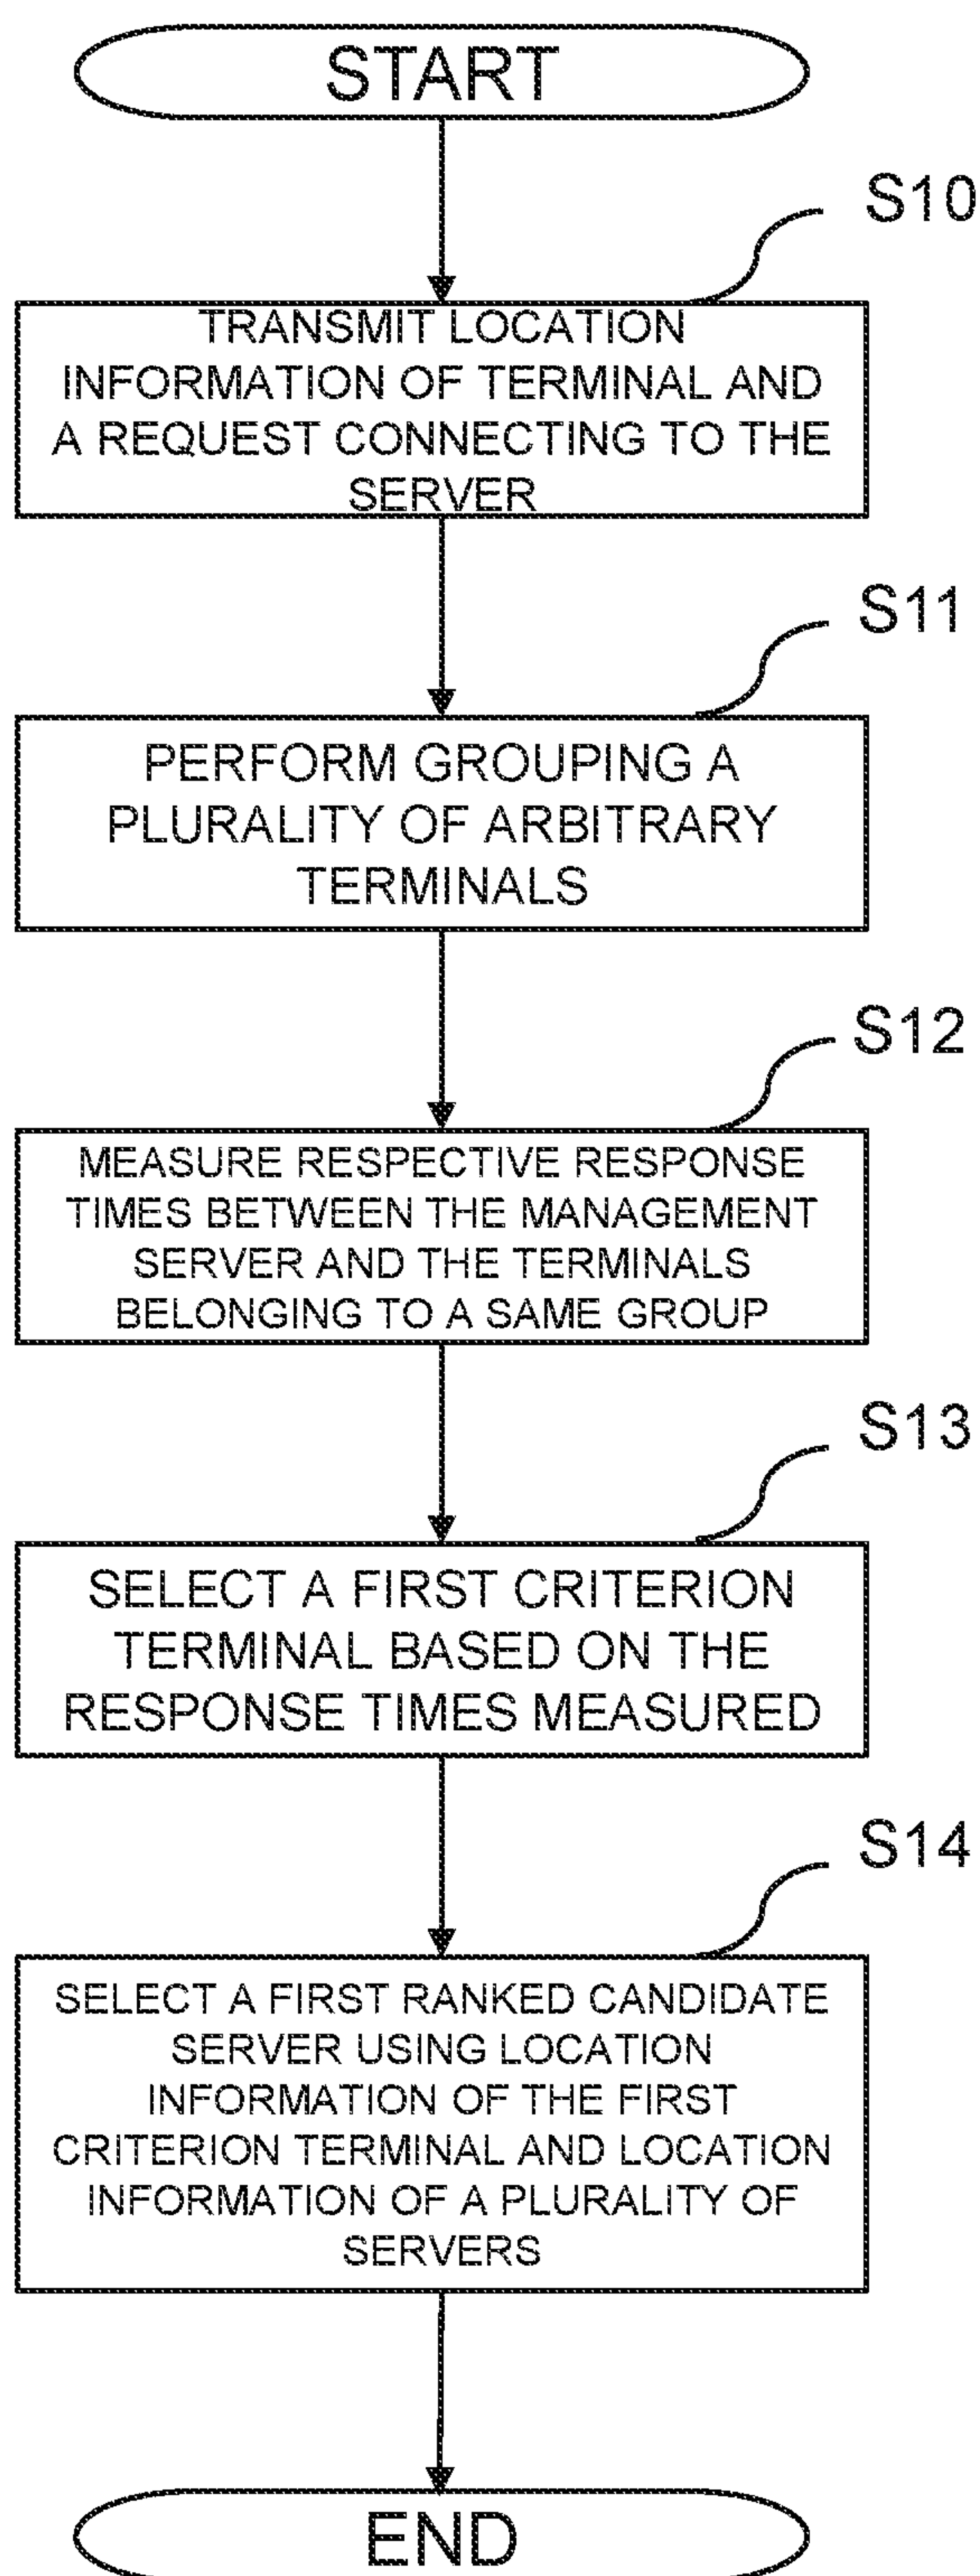 START
S10
TRANSMIT LOCATION
INFORMATION OF TERMINAL AND
A REQUEST CONNECTING TO THE
SERVER
S11
PERFORM GROUPING A
PLURALITY OF ARBITRARY
TERMINALS
S12
MEASURE RESPECTIVE RESPONSE
TIMES BETWEEN THE MANAGEMENT
SERVER AND THE TERMINALS
BELONGING TO A SAME GROUP
S13
SELECT A FIRST CRITERION
TERMINAL BASED ON THE
RESPONSE TIMES MEASURED
S14
SELECT A FIRST RANKED CANDIDATE
SERVER USING LOCATION
INFORMATION OF THE FIRST
CRITERION TERMINAL AND LOCATION
INFORMATION OF A PLURALITY OF
SERVERS
END